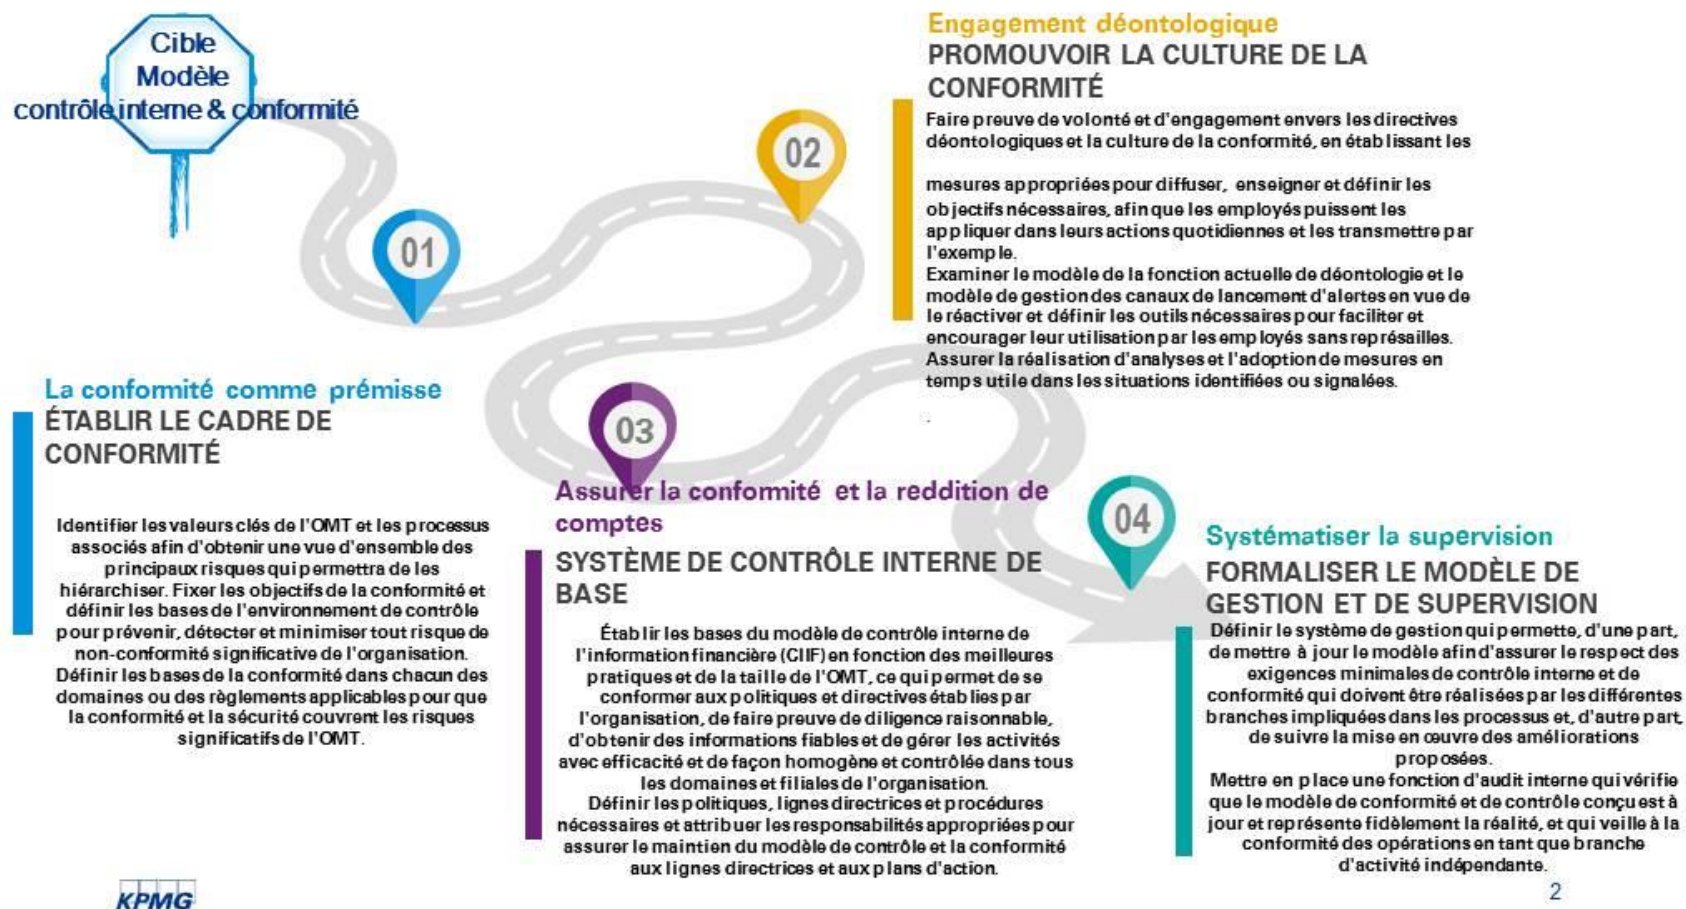 Cible
Modèle
contrôle interne & conformité
01
La conformité comme prémisse
ÉTABLIR LE CADRE DE
CONFORMITÉ
Identifier les valeurs clés de l'OMT et les processus
associés afin d'obtenir une vue d'ensemble des
principaux risques qui permettra de les
hiérarchiser. Fixer les objectifs de la conformité et
définir les bases de l'environnement de contrôle
pour prévenir, détecter et minimiser tout risque de
non-conformité significative de l'organisation.
Définir les bases de la conformité dans chacun des
domaines ou des règlements applicables pour que
la conformité et la sécurité couvrent les risques
significatifs de l'OMT.
02
Engagement déontologique
PROMOUVOIR LA CULTURE DE LA
CONFORMITÉ
Faire preuve de volonté et d'engagement envers les directives
déontologiques et la culture de la conformité, en établissant les
mesures appropriées pour diffuser, enseigner et définir les
objectifs nécessaires, afin que les employés puissent les
appliquer dans leurs actions quotidiennes et les transmettre par
l'exemple.
Examiner le modèle de la fonction actuelle de déontologie et le
modèle de gestion des canaux de lancement d'alertes en vue de
le réactiver et définir les outils nécessaires pour faciliter et
encourager leur utilisation par les employés sans représailles.
Assurer la réalisation d'analyses et l'adoption de mesures en
temps utile dans les situations identifiées ou signalées.
.
03
Assurer la conformité et la reddition de
comptes
SYSTÈME DE CONTRÔLE INTERNE DE
BASE
Établir les bases du modèle de contrôle interne de
l'information financière (CIIF) en fonction des meilleures
pratiques et de la taille de l'OMT, ce qui permet de se
conformer aux politiques et directives établies par
l'organisation, de faire preuve de diligence raisonnable,
d'obtenir des informations fiables et de gérer les activités
avec efficacité et de façon homogène et contrôlée dans tous
les domaines et filiales de l'organisation.
Définir les politiques, lignes directrices et procédures
nécessaires et attribuer les responsabilités appropriées pour
assurer le maintien du modèle de contrôle et la conformité
aux lignes directrices et aux plans d'action.
04
Systématiser la supervision
FORMALISER LE MODÈLE DE
GESTION ET DE SUPERVISION
Définir le système de gestion qui permette, d'une part,
de mettre à jour le modèle afin d'assurer le respect des
exigences minimales de contrôle interne et de
conformité qui doivent être réalisées par les différentes
branches impliquées dans les processus et, d'autre part,
de suivre la mise en œuvre des améliorations
proposées.
Mettre en place une fonction d'audit interne qui vérifie
que le modèle de conformité et de contrôle conçu est à
jour et représente fidèlement la réalité, et qui veille à la
conformité des opérations en tant que branche
d'activité indépendante.
KPMG
2